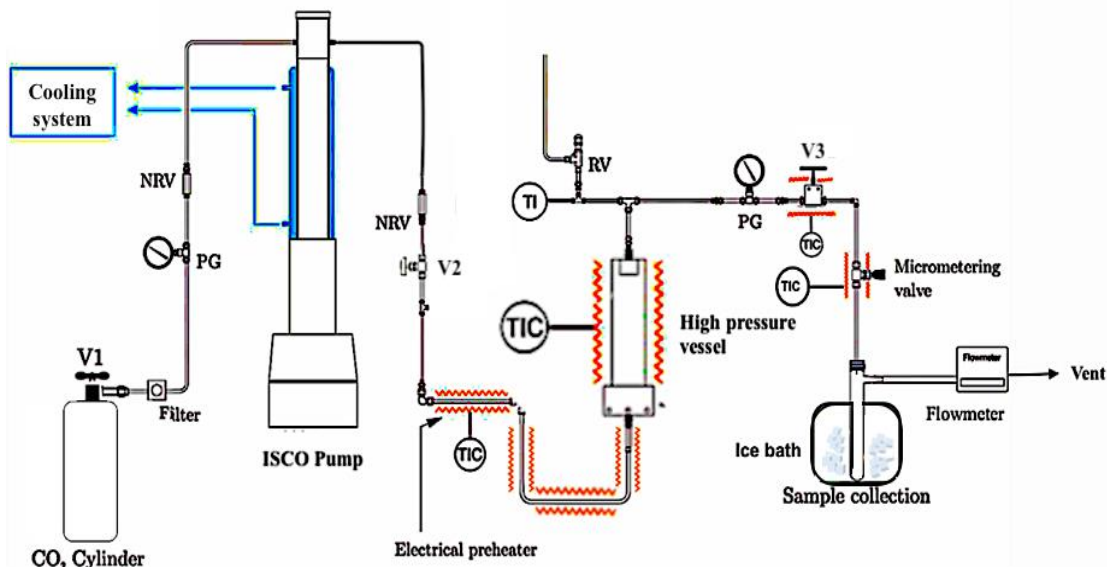 Cooling
system
NRV
PG
V1
Filter
CO₂ Cylinder
ISCO Pump
NRV
V2
TIC
Electrical preheater
RV
TI
TIC
High pressure
vessel
PG
V3
TIC
TIC
Micrometering
valve
Flowmeter
Vent
Flowmeter
Ice bath
Sample collection